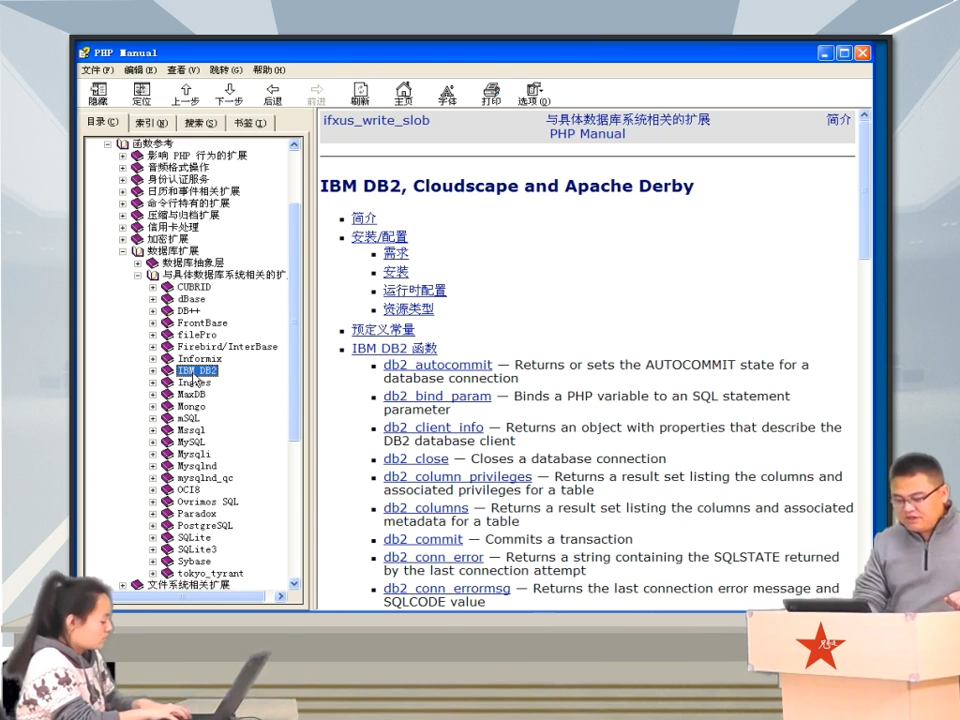 PHP Manual
文件(F) 编辑(E) 查看(V) 跳转(G) 帮助(H)
隐藏 定位 上一步 下一步 后退 前进 刷新 主页 字体 打印 选项(O)
目录(C) 索引(N) 搜索(S) 书签(I)
函数参考
影响 PHP 行为的扩展
音频格式操作
身份认证服务
日历和事件相关扩展
命令行特有的扩展
压缩与归档扩展
信用卡处理
加密扩展
数据库扩展
数据库抽象层
与具体数据库系统相关的扩
CUBRID
dBase
DB++
FrontBase
filePro
Firebird/InterBase
Informix
IBM DB2
Ingres
MaxDB
Mongo
mSQL
Mssql
MySQL
Mysqli
Mysqlnd
mysqlnd_qc
OCI8
Ovrimos SQL
Paradox
PostgreSQL
SQLite
SQLite3
Sybase
tokyo_tyrant
文件系统相关扩展
ifxus_write_slob 与具体数据库系统相关的扩展 简介
PHP Manual
IBM DB2, Cloudscape and Apache Derby
简介
安装/配置
需求
安装
运行时配置
资源类型
预定义常量
IBM DB2 函数
db2_autocommit — Returns or sets the AUTOCOMMIT state for a
database connection
db2_bind_param — Binds a PHP variable to an SQL statement
parameter
db2_client_info — Returns an object with properties that describe the
DB2 database client
db2_close — Closes a database connection
db2_column_privileges — Returns a result set listing the columns and
associated privileges for a table
db2_columns — Returns a result set listing the columns and associated
metadata for a table
db2_commit — Commits a transaction
db2_conn_error — Returns a string containing the SQLSTATE returned
by the last connection attempt
db2_conn_errormsg — Returns the last connection error message and
SQLCODE value